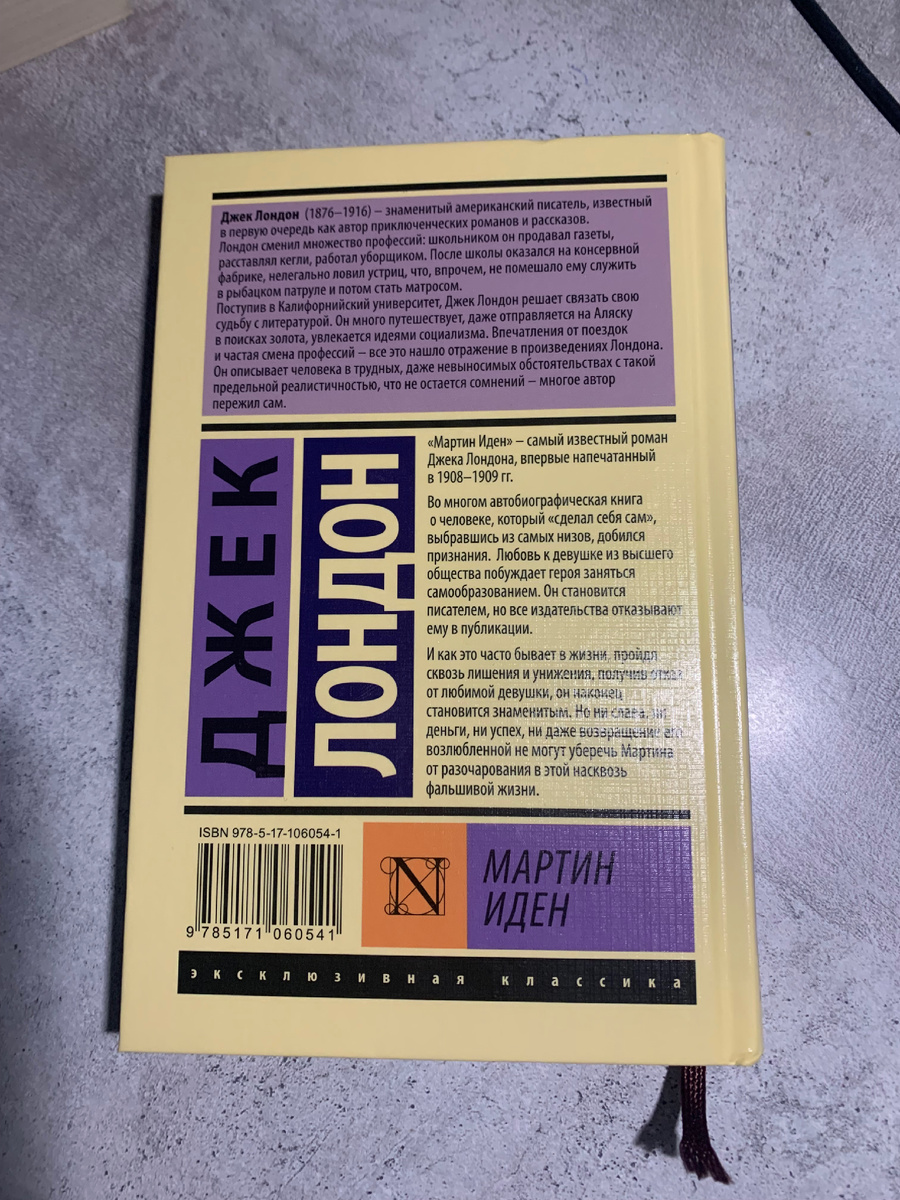 Джек Лондон (1876–1916) – знаменитый американский писатель, известный
в первую очередь как автор приключенческих романов и рассказов.
Лондон сменил множество профессий: школьником он продавал газеты,
расставлял кегли, работал уборщиком. После школы оказался на консервной
фабрике, нелегально ловил устриц, что, впрочем, не помешало ему служить
в рыбацком патруле и потом стать матросом.
Поступив в Калифорнийский университет, Джек Лондон решает связать свою
судьбу с литературой. Он много путешествует, даже отправляется на Аляску
в поисках золота, увлекается идеями социализма. Впечатления от поездок
и частая смена профессий – все это нашло отражение в произведениях Лондона.
Он описывает человека в трудных, даже невыносимых обстоятельствах с такой
предельной реалистичностью, что не остается сомнений – многое автор
пережил сам.
ДЖЕК
ЛОНДОН
«Мартин Иден» – самый известный роман
Джека Лондона, впервые напечатанный
в 1908–1909 гг.
Во многом автобиографическая книга
о человеке, который «сделал себя сам»,
выбравшись из самых низов, добился
признания. Любовь к девушке из высшего
общества побуждает героя заняться
самообразованием. Он становится
писателем, но все издательства отказывают
ему в публикации.
И как это часто бывает в жизни, пройдя
сквозь лишения и унижения, получив отказ
от любимой девушки, он наконец
становится знаменитым. Но ни слава, ни
деньги, ни успех, ни даже возвращение его
возлюбленной не могут уберечь Мартина
от разочарования в этой насквозь
фальшивой жизни.
ISBN 978-5-17-106054-1
9 785171 060541
N
МАРТИН
ИДЕН
эксклюзивная классика